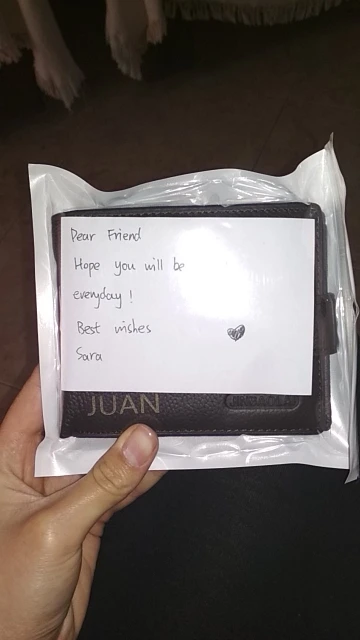 Dear Friend
Hope you will be
everyday !
Best wishes
Sara
JUAN